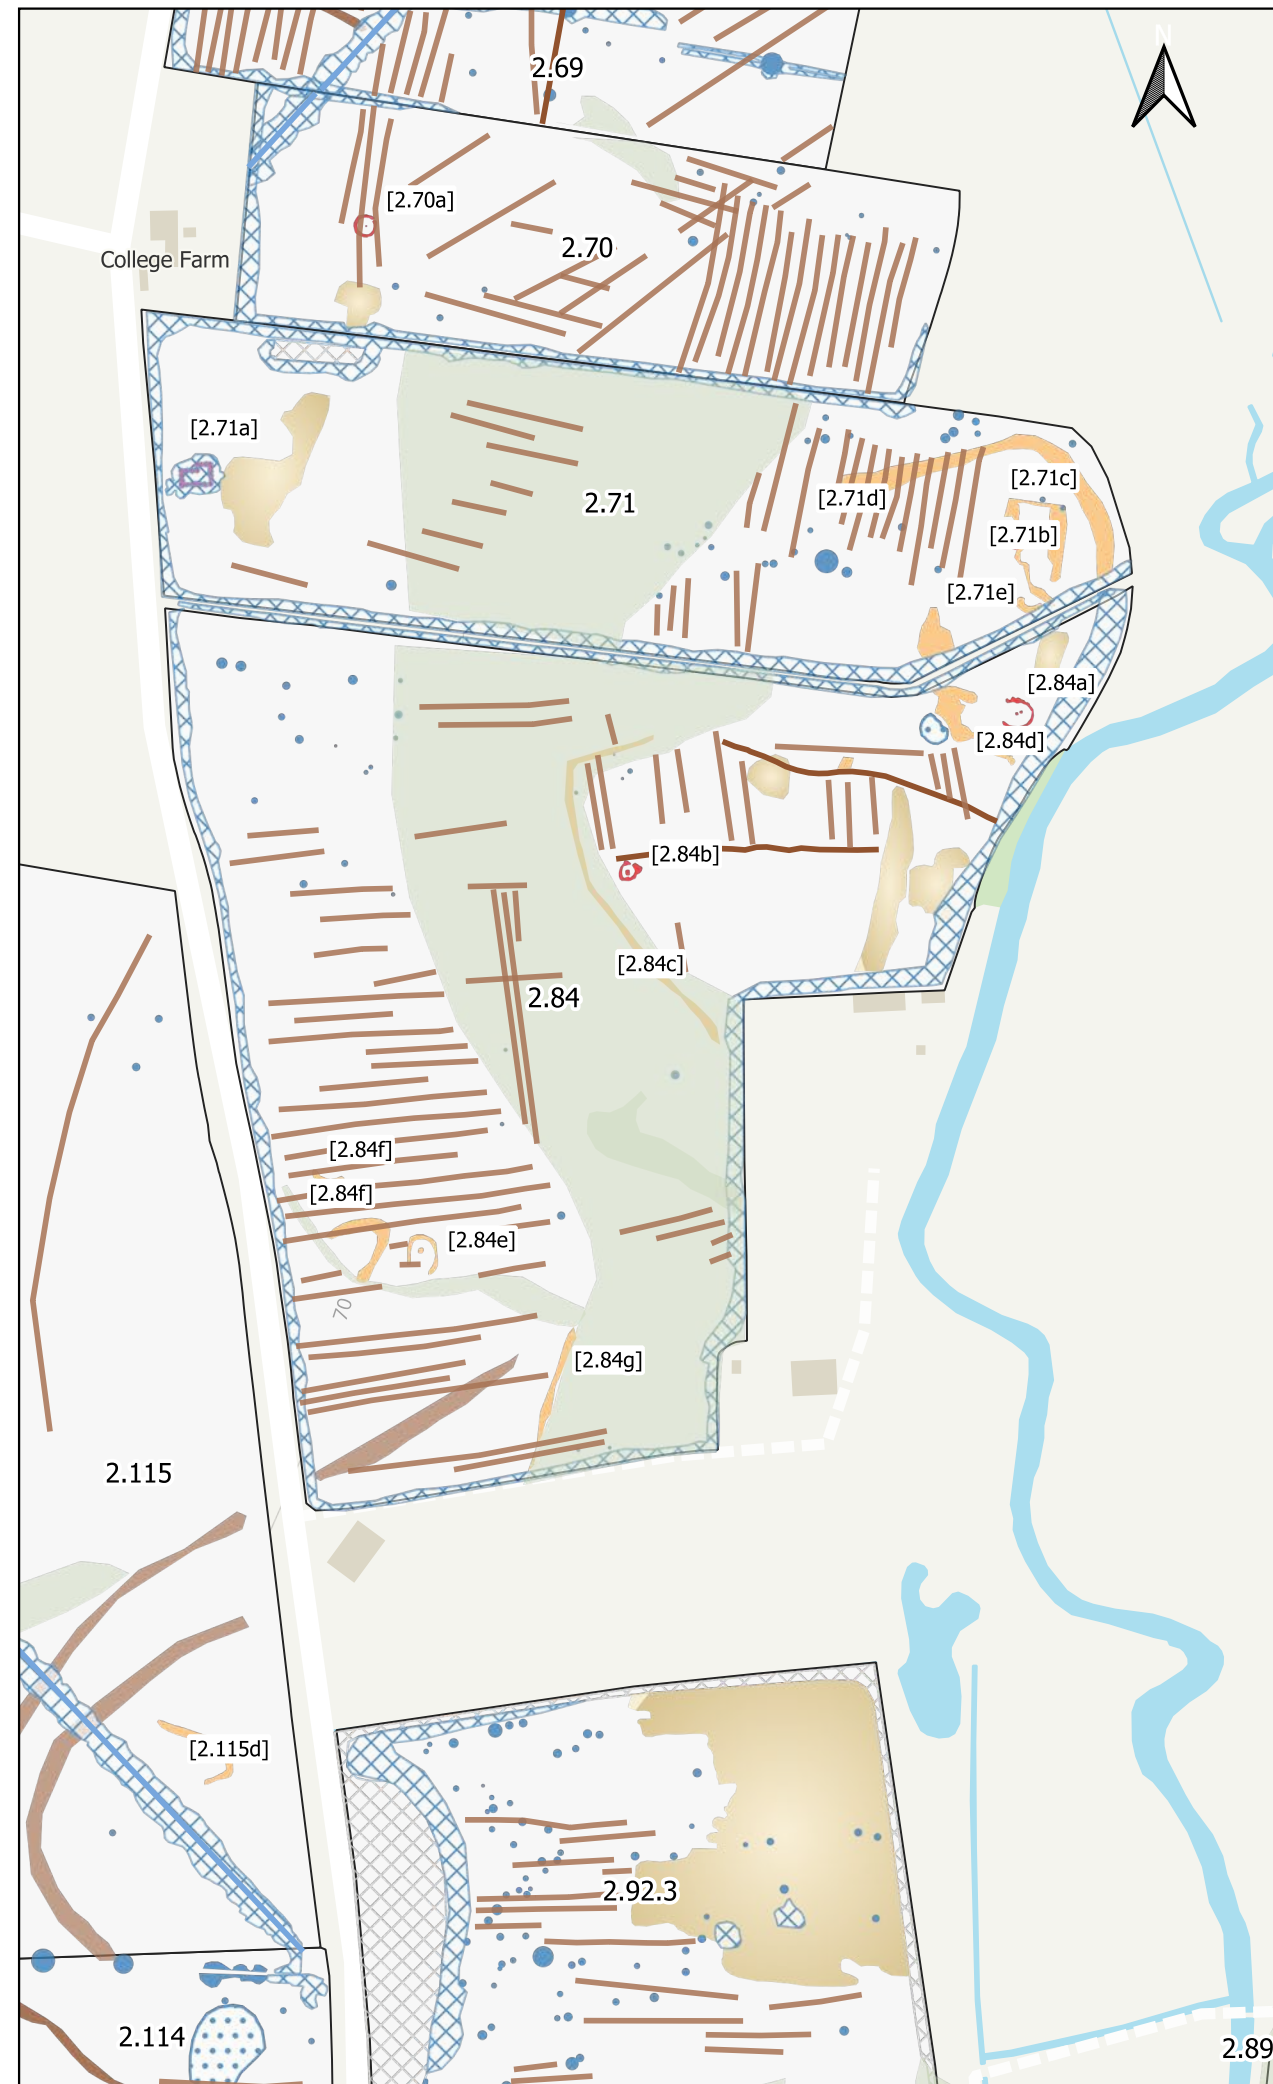 N
2.69
[2.70a]
2.70
College Farm
[2.71a]
2.71
[2.71c]
[2.71d]
[2.71b]
[2.71e]
[2.84a]
[2.84d]
[2.84b]
[2.84c]
2.84
[2.84f]
[2.84f]
[2.84e]
70
[2.84g]
2.115
[2.115d]
2.92.3
2.114
2.89